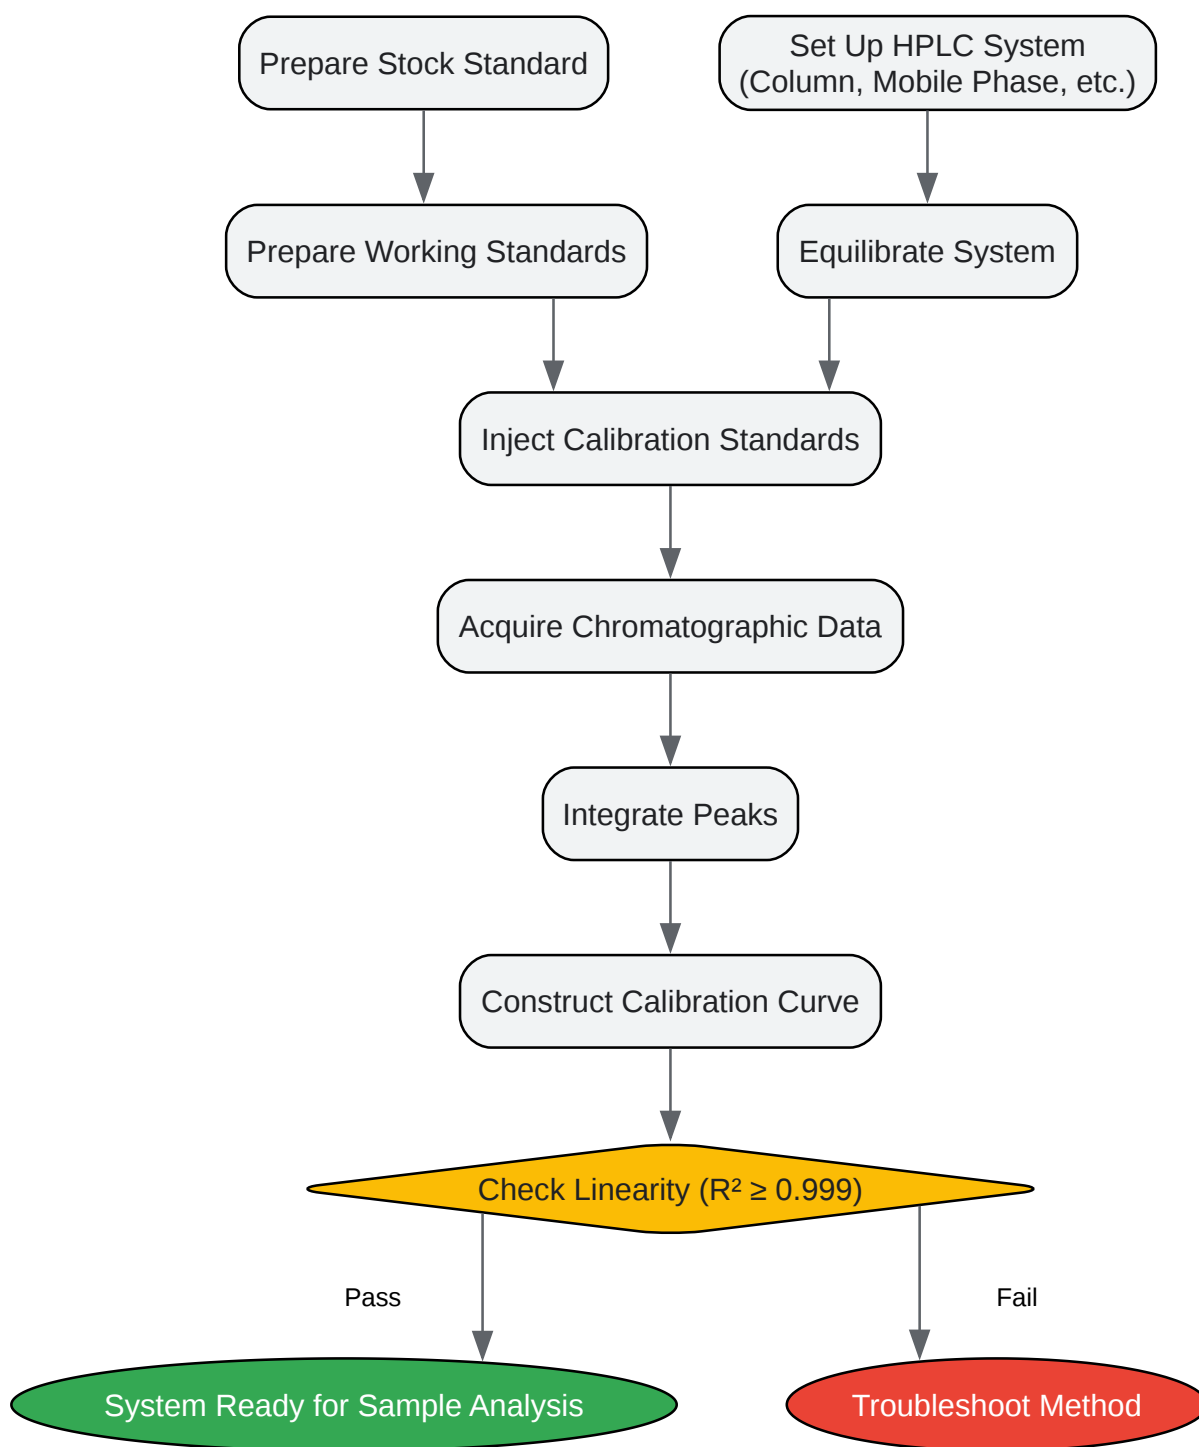 Prepare Stock Standard
Set Up HPLC System
(Column, Mobile Phase, etc.)
Prepare Working Standards
Equilibrate System
Inject Calibration Standards
Acquire Chromatographic Data
Integrate Peaks
Construct Calibration Curve
Check Linearity (R² ≥ 0.999)
Pass
Fail
System Ready for Sample Analysis
Troubleshoot Method